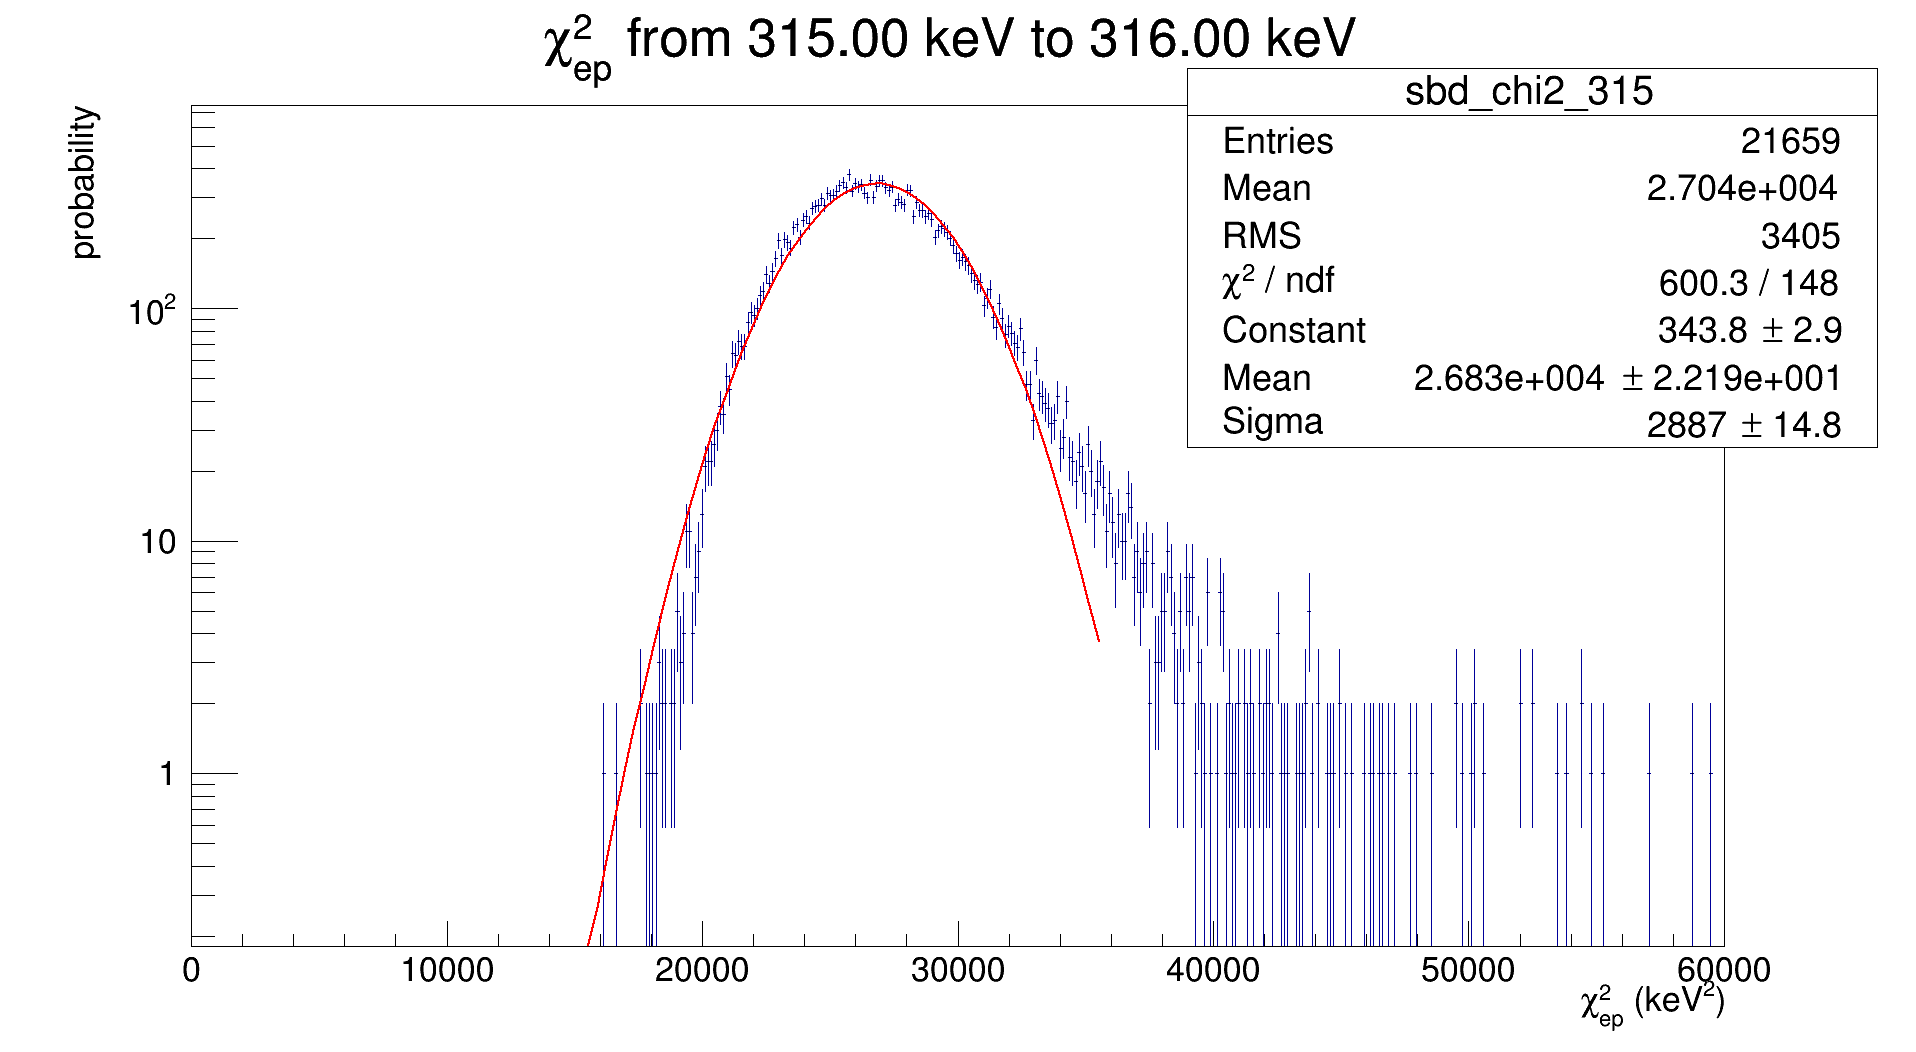 χ²ep from 315.00 keV to 316.00 keV
sbd_chi2_315
Entries 21659
Mean 2.704e+004
RMS 3405
χ² / ndf 600.3 / 148
Constant 343.8 ± 2.9
Mean 2.683e+004 ± 2.219e+001
Sigma 2887 ± 14.8
probability
10²
10
1
0 10000 20000 30000 40000 50000 60000
χ²ep (keV²)